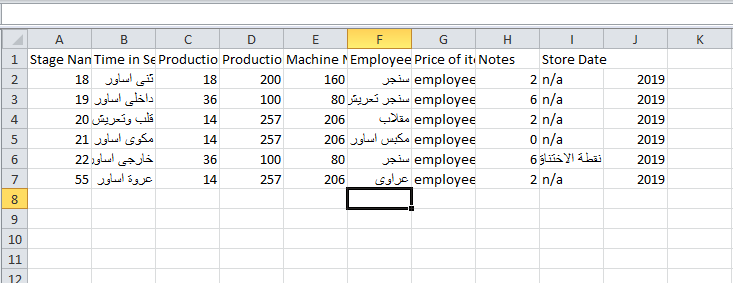 A B C D E F G H I J K
1 Stage Nan Time in Se Productio Productio Machine N Employee Price of ite Notes Store Date
2 18 تنى اساور 18 200 160 سنجر employee 2 n/a 2019
3 19 داخلى اساور 36 100 80 سنجر تعريش employee 6 n/a 2019
4 20 قلب وتعريش 14 257 206 مقلاب employee 2 n/a 2019
5 21 مكوى اساور 14 257 206 مكبس اساور employee 0 n/a 2019
6 22 خارجى اساور 36 100 80 سنجر employee 6 نقطة الاختناق 2019
7 55 عروة اساور 14 257 206 عراوى employee 2 n/a 2019
8
9
10
11
12